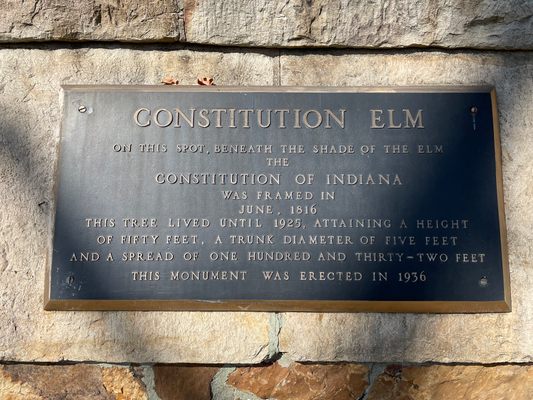 CONSTITUTION ELM
ON THIS SPOT, BENEATH THE SHADE OF THE ELM
THE
CONSTITUTION OF INDIANA
WAS FRAMED IN
JUNE, 1816
THIS TREE LIVED UNTIL 1925, ATTAINING A HEIGHT
OF FIFTY FEET, A TRUNK DIAMETER OF FIVE FEET
AND A SPREAD OF ONE HUNDRED AND THIRTY-TWO FEET
THIS MONUMENT WAS ERECTED IN 1936